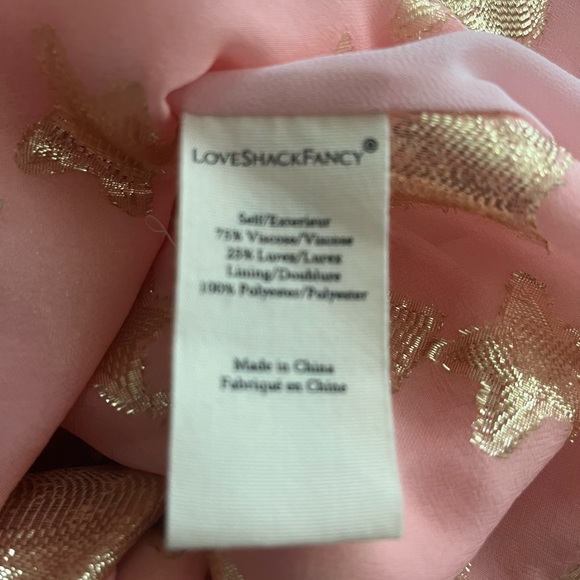 LOVESHACKFANCY®
Self/Exterieur
75% Viscose/Viscose
25% Lurex/Lurex
Lining/Doublure
100% Polyester/Polyester
Made in China
Fabriqué en Chine